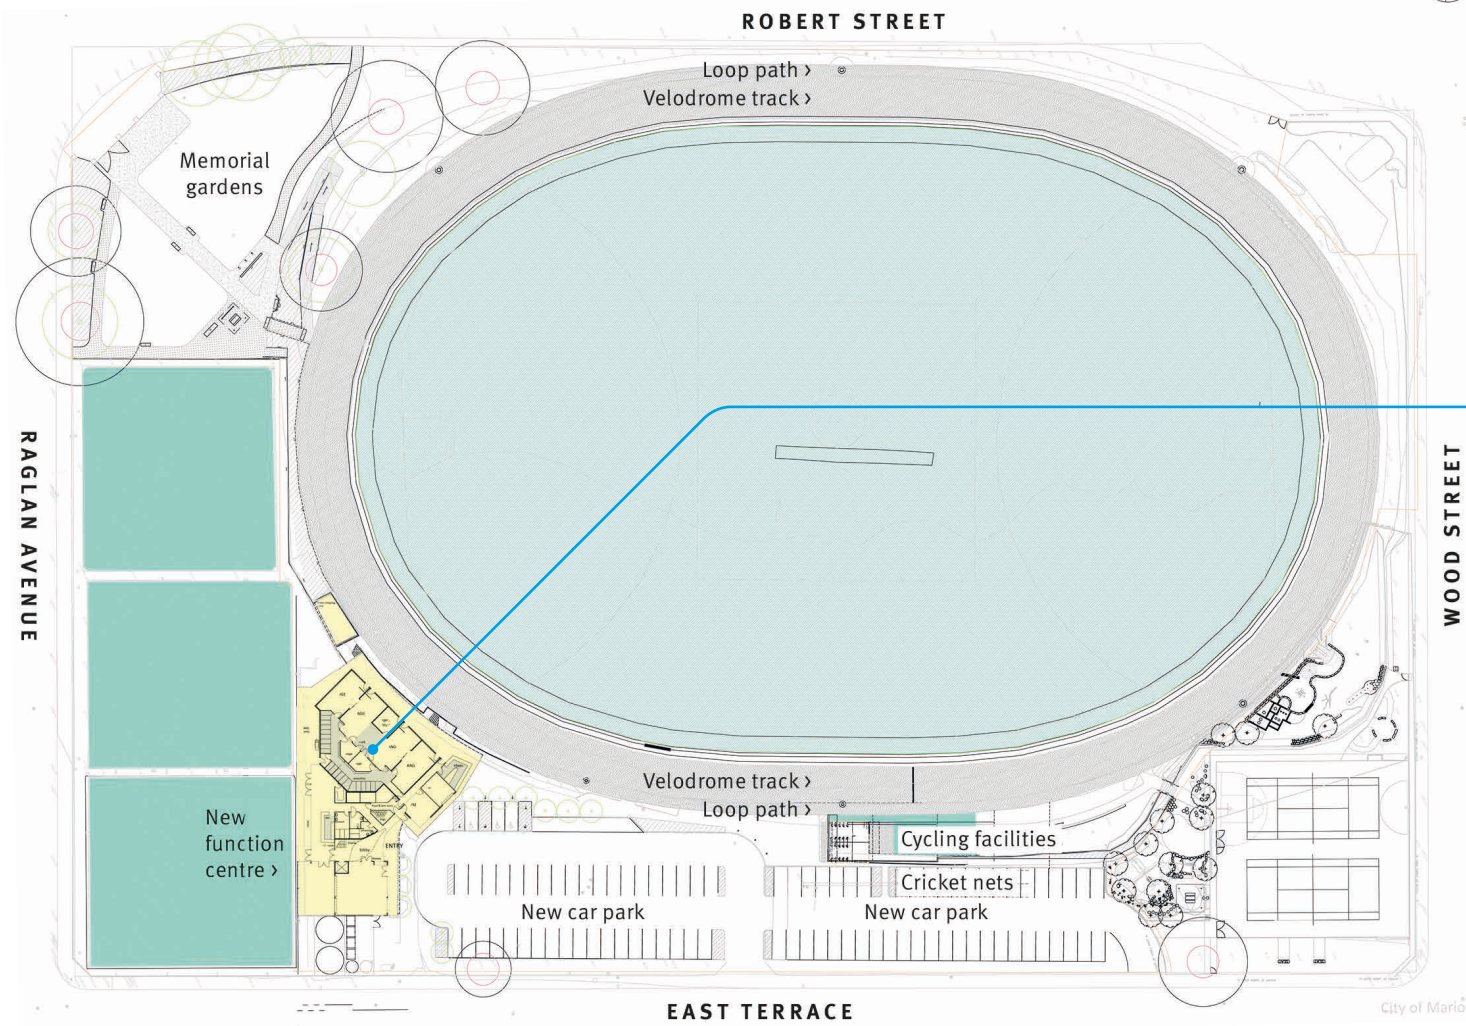 ROBERT STREET
Loop path >
Velodrome track >
Memorial
gardens
RAGLAN AVENUE
WOOD STREET
Velodrome track >
Loop path >
New
function
centre >
ENTRY
Cycling facilities
Cricket nets
New car park
New car park
EAST TERRACE
City of Mario